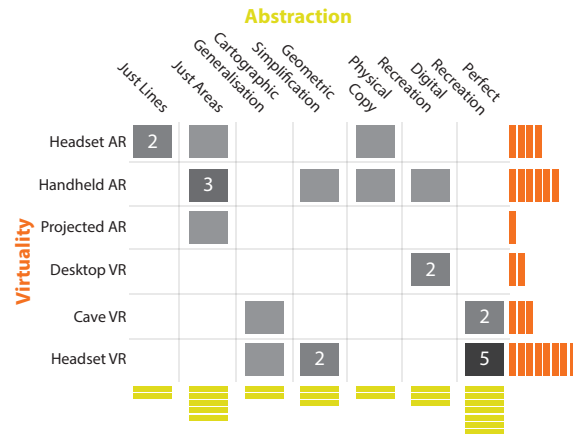 Abstraction
Just Lines
Just Areas
Cartographic
Generalisation
Simplification
Geometric
Physical
Copy
Recreation
Digital
Recreation
Perfect
Headset AR
2
Handheld AR
3
Projected AR
Desktop VR
2
Cave VR
2
Headset VR
2
5
Virtuality